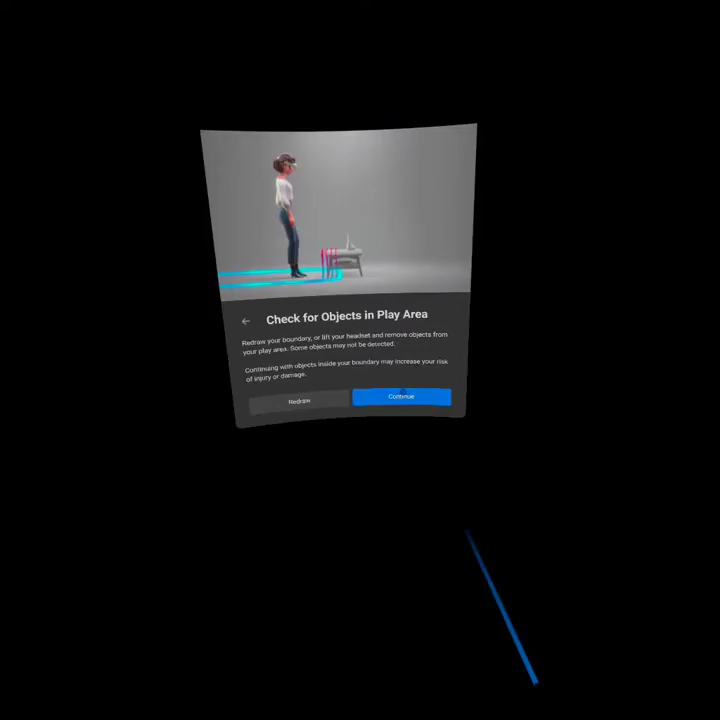 Check for Objects in Play Area
Redraw your boundary, or lift your headset and remove objects from
your play area. Some objects may not be detected.
Continuing with objects inside your boundary may increase your risk
of injury or damage.
Redraw
Continue